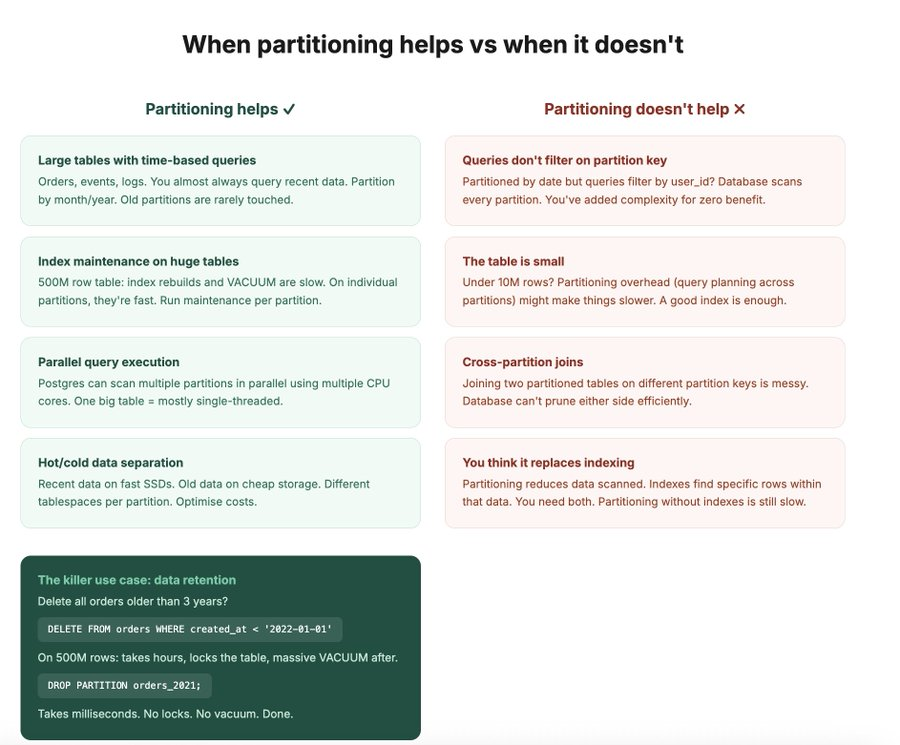 When partitioning helps vs when it doesn't
Partitioning helps ✓
Large tables with time-based queries
Orders, events, logs. You almost always query recent data. Partition
by month/year. Old partitions are rarely touched.
Index maintenance on huge tables
500M row table: index rebuilds and VACUUM are slow. On individual
partitions, they're fast. Run maintenance per partition.
Parallel query execution
Postgres can scan multiple partitions in parallel using multiple CPU
cores. One big table = mostly single-threaded.
Hot/cold data separation
Recent data on fast SSDs. Old data on cheap storage. Different
tablespaces per partition. Optimise costs.
The killer use case: data retention
Delete all orders older than 3 years?
DELETE FROM orders WHERE created_at < '2022-01-01'
On 500M rows: takes hours, locks the table, massive VACUUM after.
DROP PARTITION orders_2021;
Takes milliseconds. No locks. No vacuum. Done.
Partitioning doesn't help ✕
Queries don't filter on partition key
Partitioned by date but queries filter by user_id? Database scans
every partition. You've added complexity for zero benefit.
The table is small
Under 10M rows? Partitioning overhead (query planning across
partitions) might make things slower. A good index is enough.
Cross-partition joins
Joining two partitioned tables on different partition keys is messy.
Database can't prune either side efficiently.
You think it replaces indexing
Partitioning reduces data scanned. Indexes find specific rows within
that data. You need both. Partitioning without indexes is still slow.